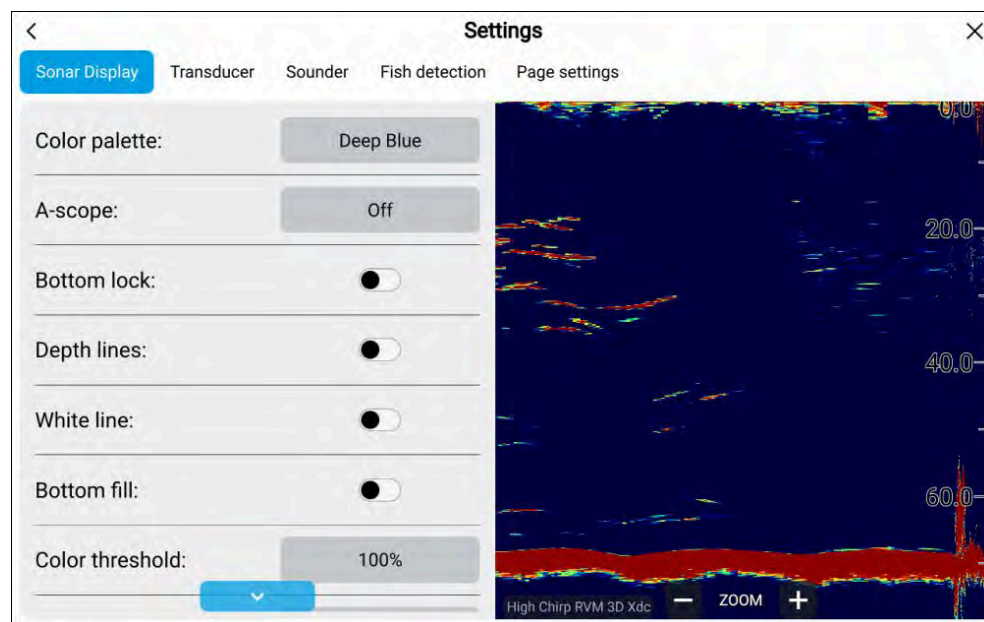 Settings
Sonar Display Transducer Sounder Fish detection Page settings
Color palette: Deep Blue
A-scope: Off
Bottom lock:
Depth lines:
White line:
Bottom fill:
Color threshold: 100%
0.0
20.0
40.0
60.0
High Chirp RVM 3D Xdc
ZOOM